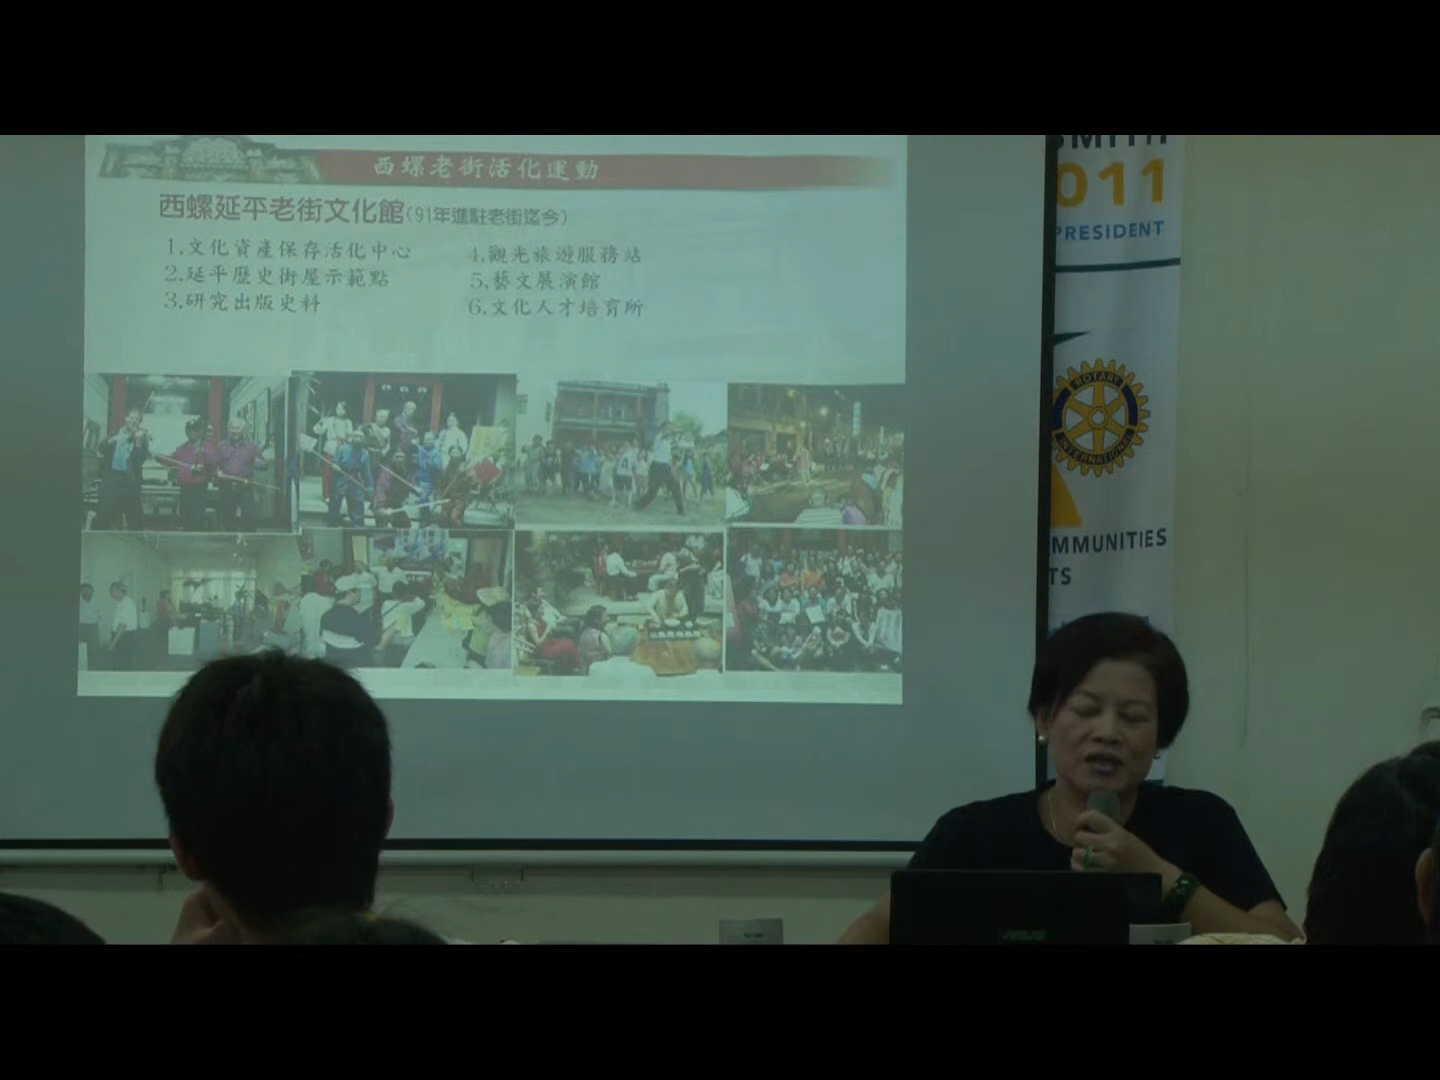 西螺老街活化運動
西螺延平老街文化館(91年進駐老街迄今)
1.文化資產保存活化中心
2.延平歷史街屋示範點
3.研究出版史料
4.觀光旅遊服務站
5.藝文展演館
6.文化人才培育所
SMITH
011
PRESIDENT
ROTARY
INTERNATIONAL
MMUNITIES
TS
ASUS